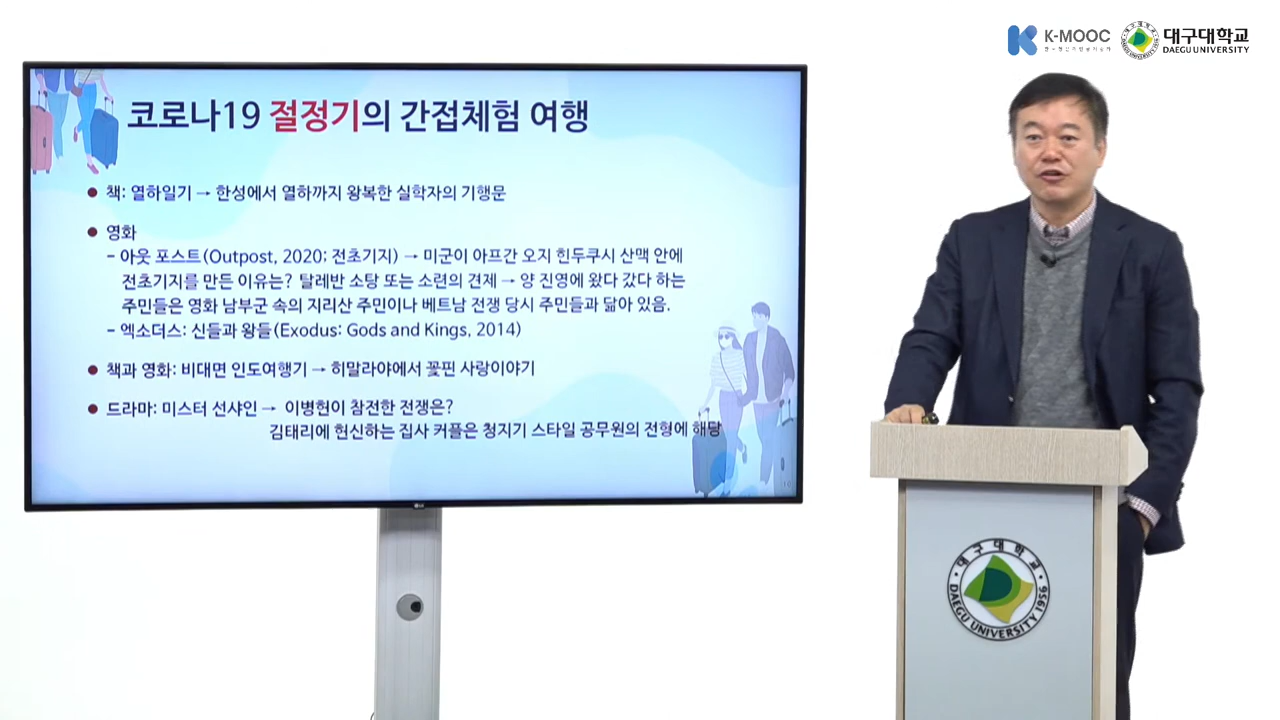 K-MOOC
대구대학교
DAEGU UNIVERSITY
코로나19 절정기의 간접체험 여행
● 책: 열하일기 → 한성에서 열하까지 왕복한 실학자의 기행문
● 영화
– 아웃 포스트(Outpost, 2020; 전초기지) → 미군이 아프간 오지 힌두쿠시 산맥 안에
전초기지를 만든 이유는? 탈레반 소탕 또는 소련의 견제 → 양 진영에 왔다 갔다 하는
주민들은 영화 남부군 속의 지리산 주민이나 베트남 전쟁 당시 주민들과 닮아 있음.
– 엑소더스: 신들과 왕들(Exodus: Gods and Kings, 2014)
● 책과 영화: 비대면 인도여행기 → 히말라야에서 꽃핀 사랑이야기
● 드라마: 미스터 선샤인 → 이병헌이 참전한 전쟁은?
김태리에 헌신하는 집사 커플은 청지기 스타일 공무원의 전형에 해당
10
LG
대구대학교
DAEGU UNIVERSITY 1956